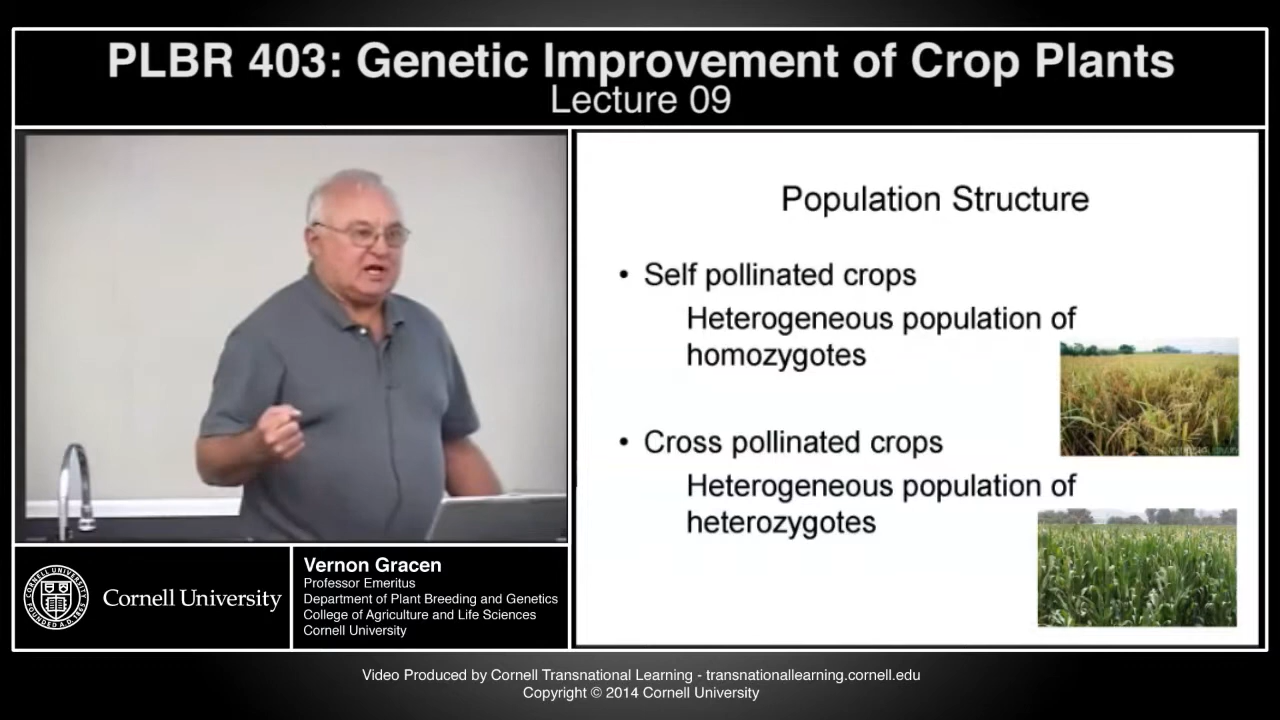 PLBR 403: Genetic Improvement of Crop Plants
Lecture 09
Population Structure
• Self pollinated crops
Heterogeneous population of
homozygotes
• Cross pollinated crops
Heterogeneous population of
heterozygotes
Cornell University
Vernon Gracen
Professor Emeritus
Department of Plant Breeding and Genetics
College of Agriculture and Life Sciences
Cornell University
Video Produced by Cornell Transnational Learning - transnationallearning.cornell.edu
Copyright © 2014 Cornell University